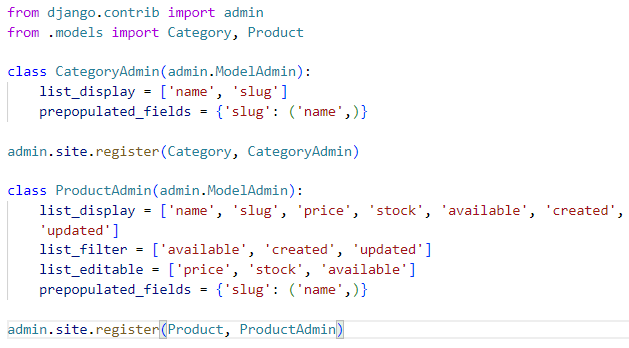 from django.contrib import admin
from .models import Category, Product

class CategoryAdmin(admin.ModelAdmin):
    list_display = ['name', 'slug']
    prepopulated_fields = {'slug': ('name',)}

admin.site.register(Category, CategoryAdmin)

class ProductAdmin(admin.ModelAdmin):
    list_display = ['name', 'slug', 'price', 'stock', 'available', 'created',
    'updated']
    list_filter = ['available', 'created', 'updated']
    list_editable = ['price', 'stock', 'available']
    prepopulated_fields = {'slug': ('name',)}

admin.site.register(Product, ProductAdmin)